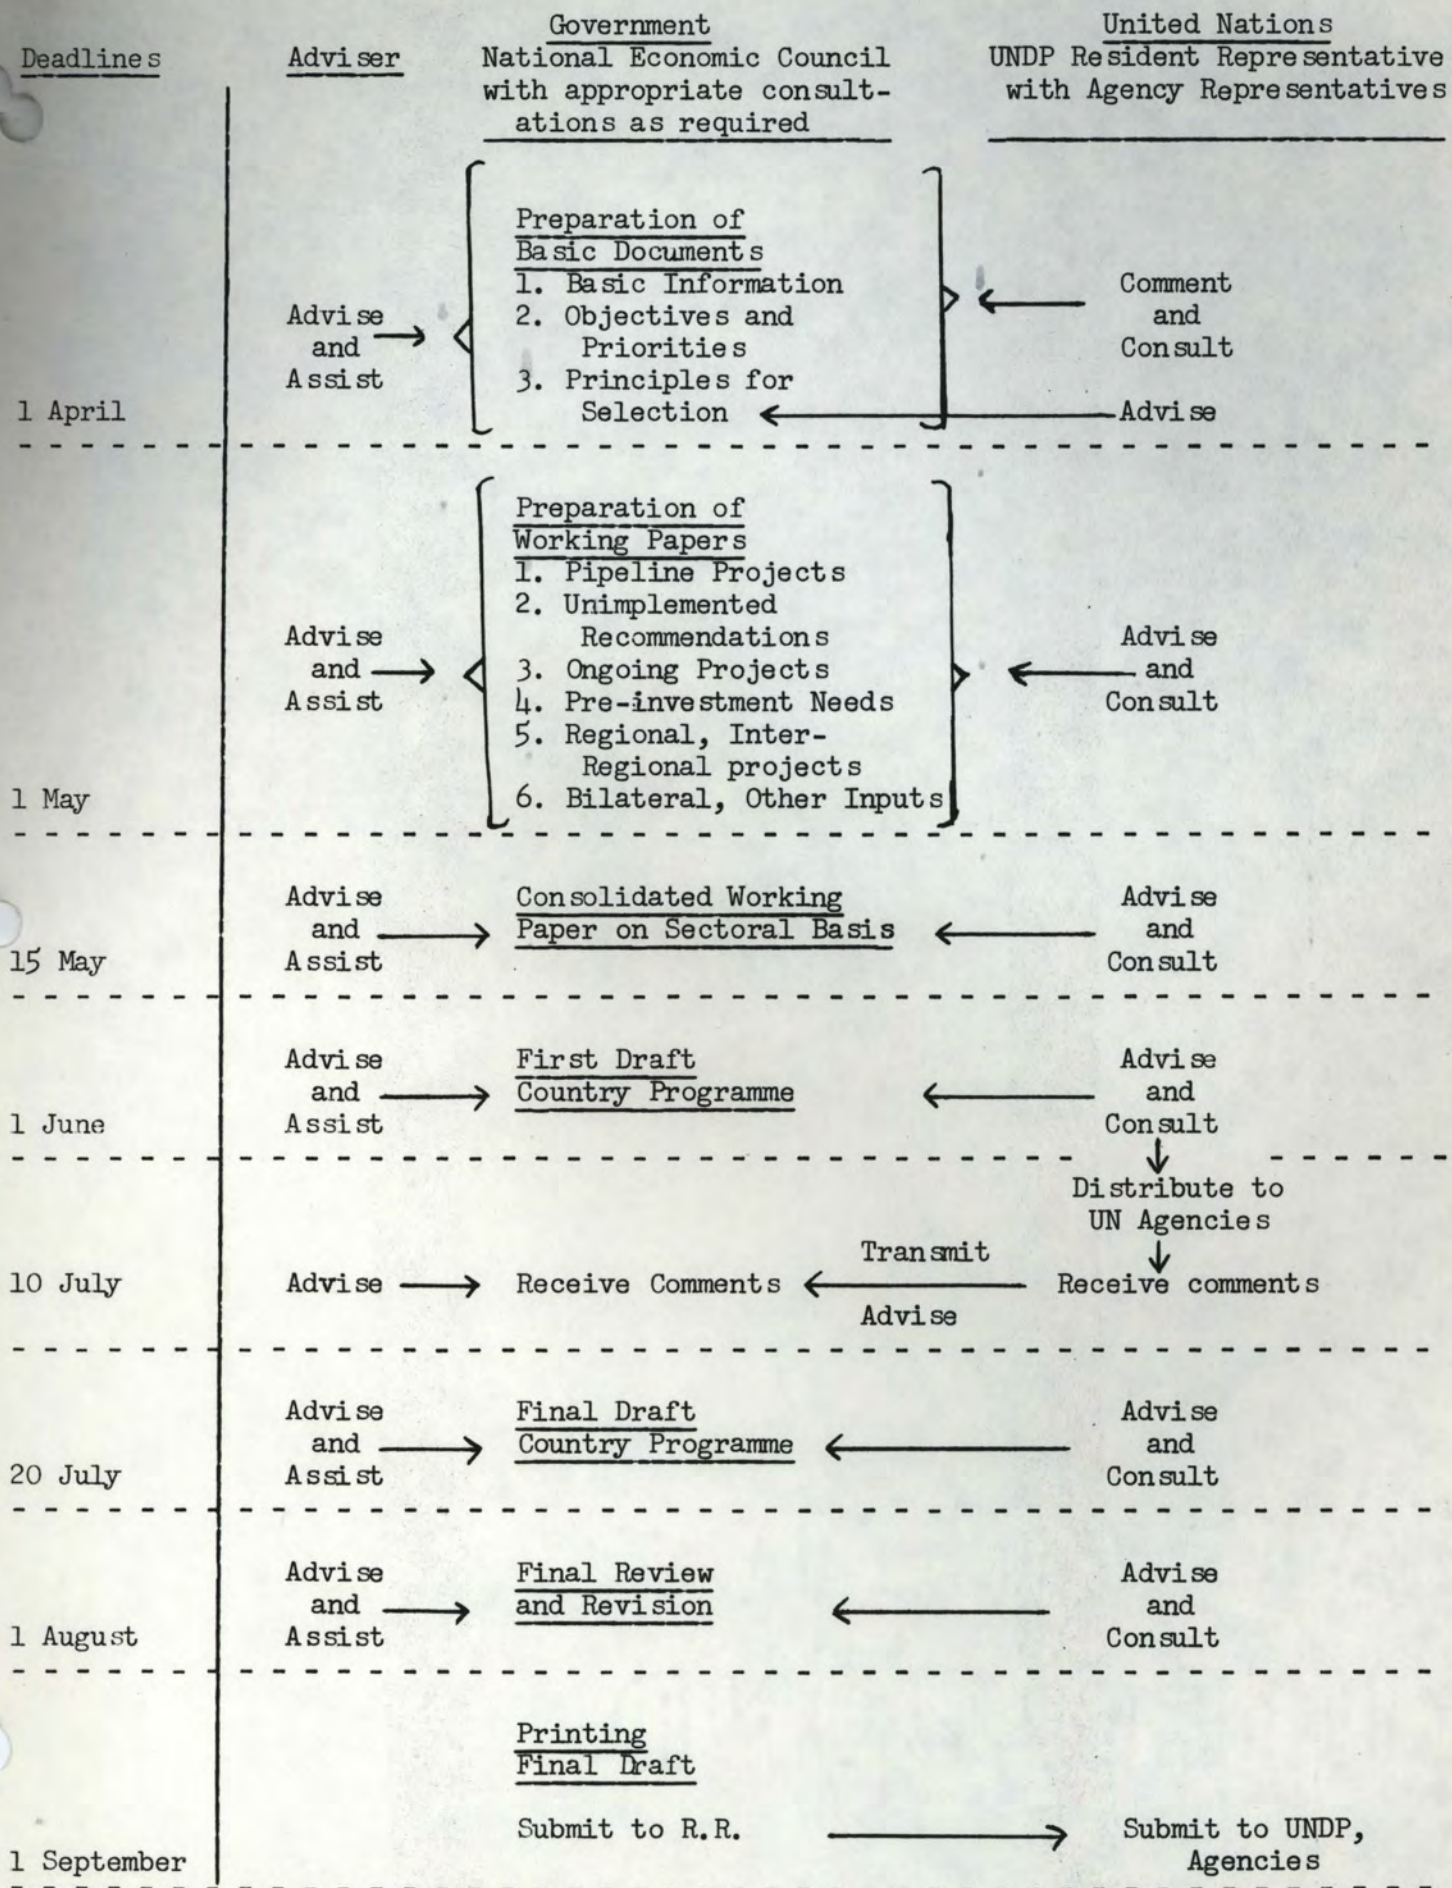 Deadlines
Adviser
Government
National Economic Council
with appropriate consult-
ations as required
United Nations
UNDP Resident Representative
with Agency Representatives
Preparation of
Basic Documents
1. Basic Information
2. Objectives and
Priorities
3. Principles for
Selection
Advise
and
Assist
Comment
and
Consult
Advise
1 April
Preparation of
Working Papers
1. Pipeline Projects
2. Unimplemented
Recommendations
3. Ongoing Projects
4. Pre-investment Needs
5. Regional, Inter-
Regional projects
6. Bilateral, Other Inputs
Advise
and
Assist
Advise
and
Consult
1 May
Advise
and
Assist
Consolidated Working
Paper on Sectoral Basis
Advise
and
Consult
15 May
Advise
and
Assist
First Draft
Country Programme
Advise
and
Consult
1 June
Distribute to
UN Agencies
10 July
Advise
Receive Comments
Transmit
Advise
Receive comments
Advise
and
Assist
Final Draft
Country Programme
Advise
and
Consult
20 July
Advise
and
Assist
Final Review
and Revision
Advise
and
Consult
1 August
Printing
Final Draft
Submit to R.R.
Submit to UNDP,
Agencies
1 September